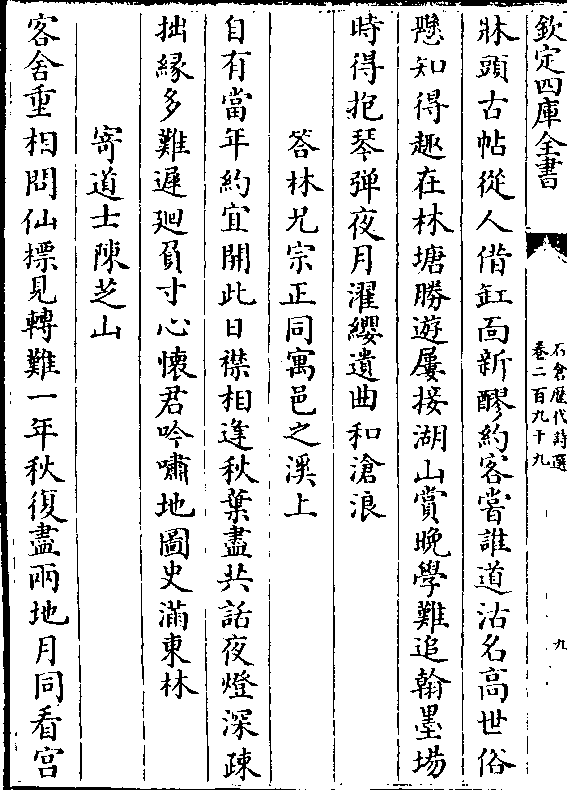 欽定四庫全書
石倉歷代詩選
卷二百九十九
九
牀頭古帖從人借缸面新醪約客嘗誰道沽名髙世俗
懸知得趣在林塘勝遊屢接湖山賞晚學難追翰墨場
時得抱琴弹夜月濯纓遺曲和滄浪
答林允宗正同寓邑之溪上
自有當年約宜開此日襟相逢秋葉盡共話夜燈深疎
拙縁多難遲廻負寸心懷君吟嘯地圖史滿東林
寄道士陳芝山
客舍重相問仙摽見轉難一年秋復盡兩地月同看宫